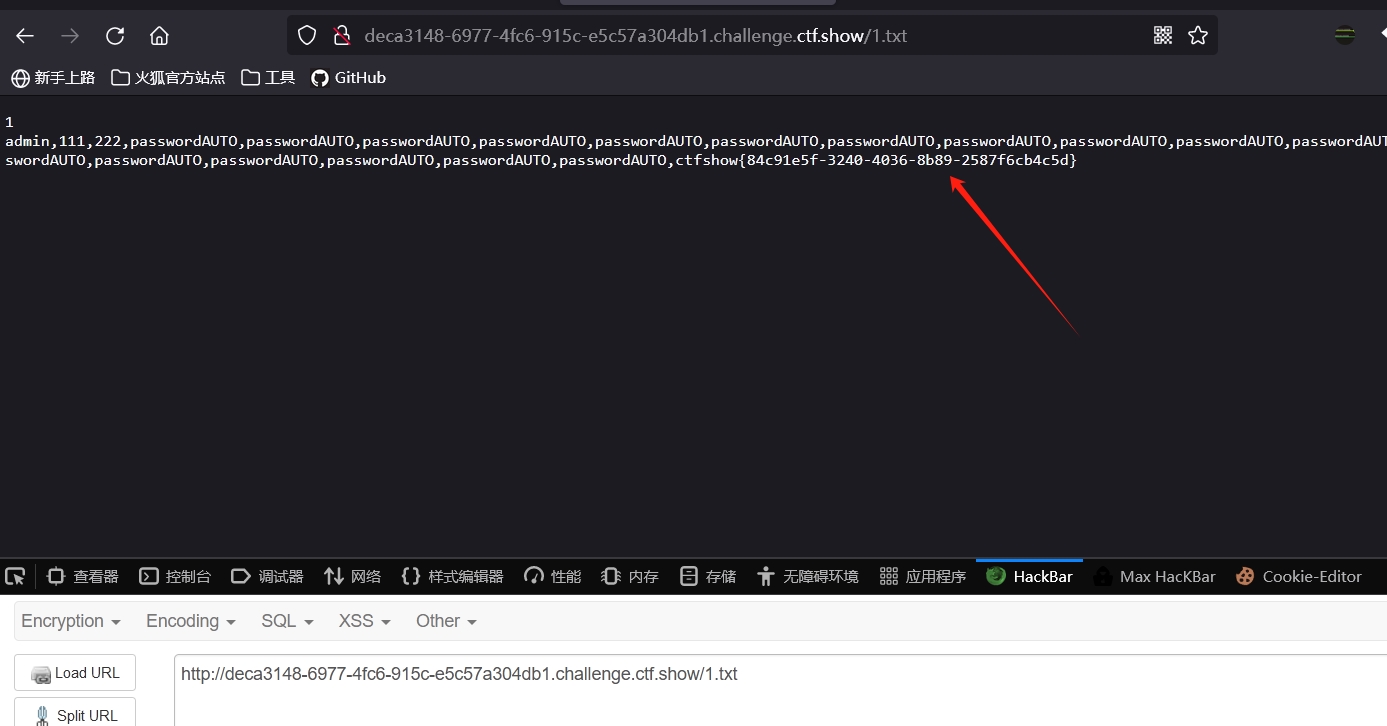 deca3148-6977-4fc6-915c-e5c57a304db1.challenge.ctf.show/1.txt
新手上路 火狐官方站点 工具 GitHub
1
admin,111,222,passwordAUTO,passwordAUTO,passwordAUTO,passwordAUTO,passwordAUTO,passwordAUTO,passwordAUTO,passwordAUTO,passwordAUTO,passwordAUTO,passwordAUT
swordAUTO,passwordAUTO,passwordAUTO,passwordAUTO,passwordAUTO,passwordAUTO,ctfshow{84c91e5f-3240-4036-8b89-2587f6cb4c5d}
查看器 控制台 调试器 网络 样式编辑器 性能 内存 存储 无障碍环境 应用程序 HackBar Max HacKBar Cookie-Editor
Encryption Encoding SQL XSS Other
Load URL http://deca3148-6977-4fc6-915c-e5c57a304db1.challenge.ctf.show/1.txt
Split URL